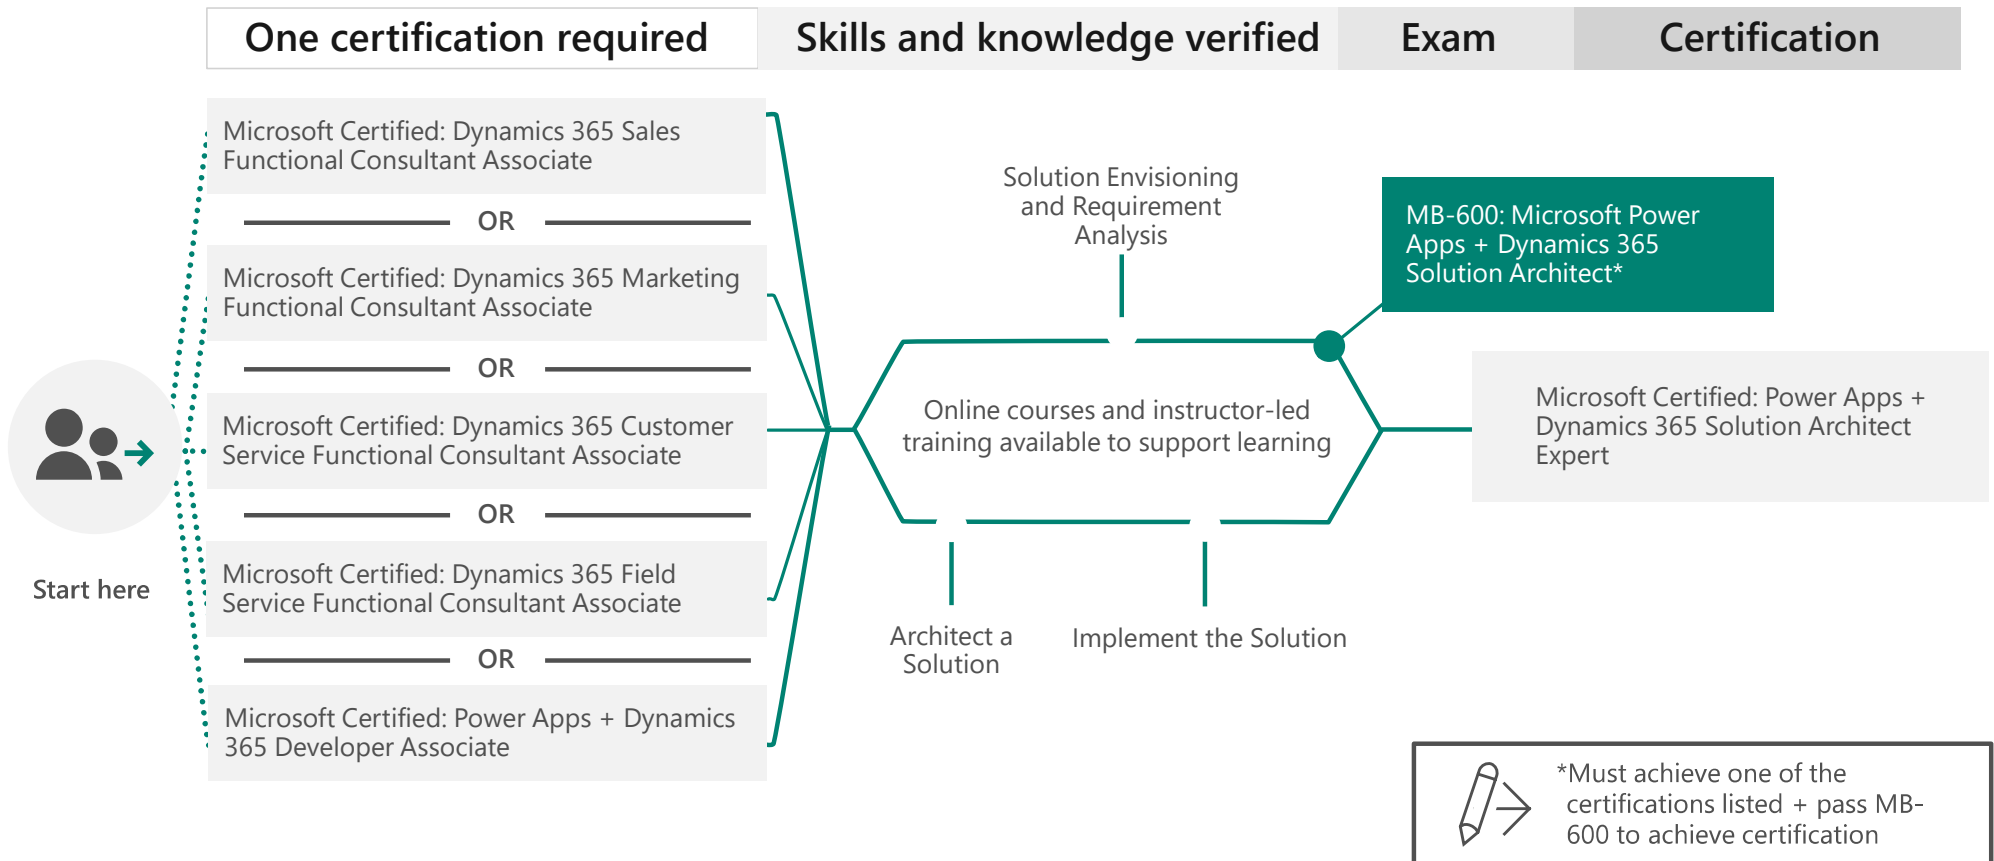 One certification required
Skills and knowledge verified
Exam
Certification
Start here
Microsoft Certified: Dynamics 365 Sales
Functional Consultant Associate
OR
Microsoft Certified: Dynamics 365 Marketing
Functional Consultant Associate
OR
Microsoft Certified: Dynamics 365 Customer
Service Functional Consultant Associate
OR
Microsoft Certified: Dynamics 365 Field
Service Functional Consultant Associate
OR
Microsoft Certified: Power Apps + Dynamics
365 Developer Associate
Solution Envisioning
and Requirement
Analysis
Online courses and instructor-led
training available to support learning
Architect a
Solution
Implement the Solution
MB-600: Microsoft Power
Apps + Dynamics 365
Solution Architect*
Microsoft Certified: Power Apps +
Dynamics 365 Solution Architect
Expert
*Must achieve one of the
certifications listed + pass MB-
600 to achieve certification